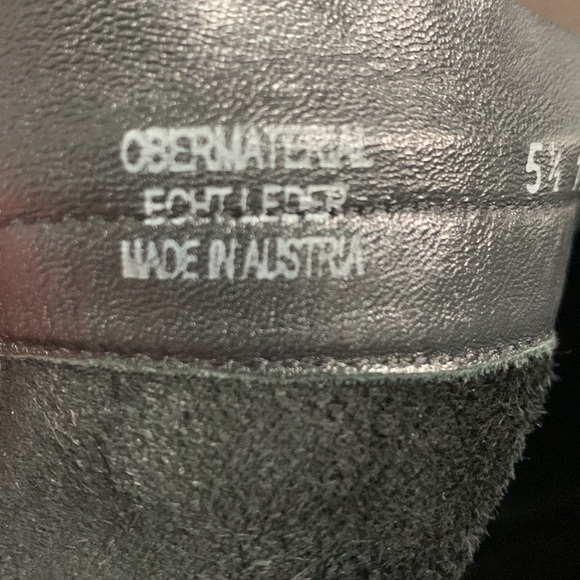 OBERMATERIAL
ECHT LEDER
MADE IN AUSTRIA
5½